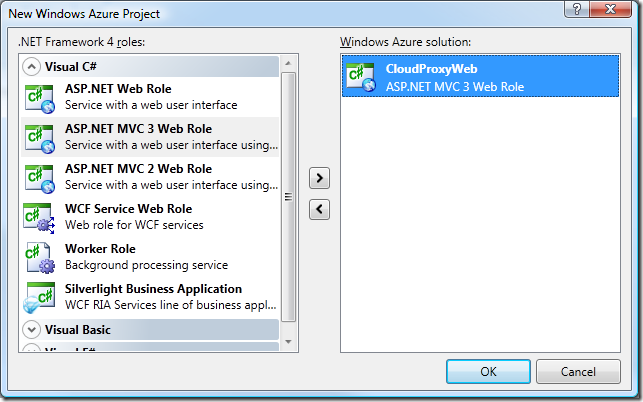 New Windows Azure Project
.NET Framework 4 roles:
Visual C#
ASP.NET Web Role
Service with a web user interface
ASP.NET MVC 3 Web Role
Service with a web user interface using...
ASP.NET MVC 2 Web Role
Service with a web user interface using...
WCF Service Web Role
Web role for WCF services
Worker Role
Background processing service
Silverlight Business Application
WCF RIA Services line of business appl...
Visual Basic
Visual F#
Windows Azure solution:
CloudProxyWeb
ASP.NET MVC 3 Web Role
OK
Cancel